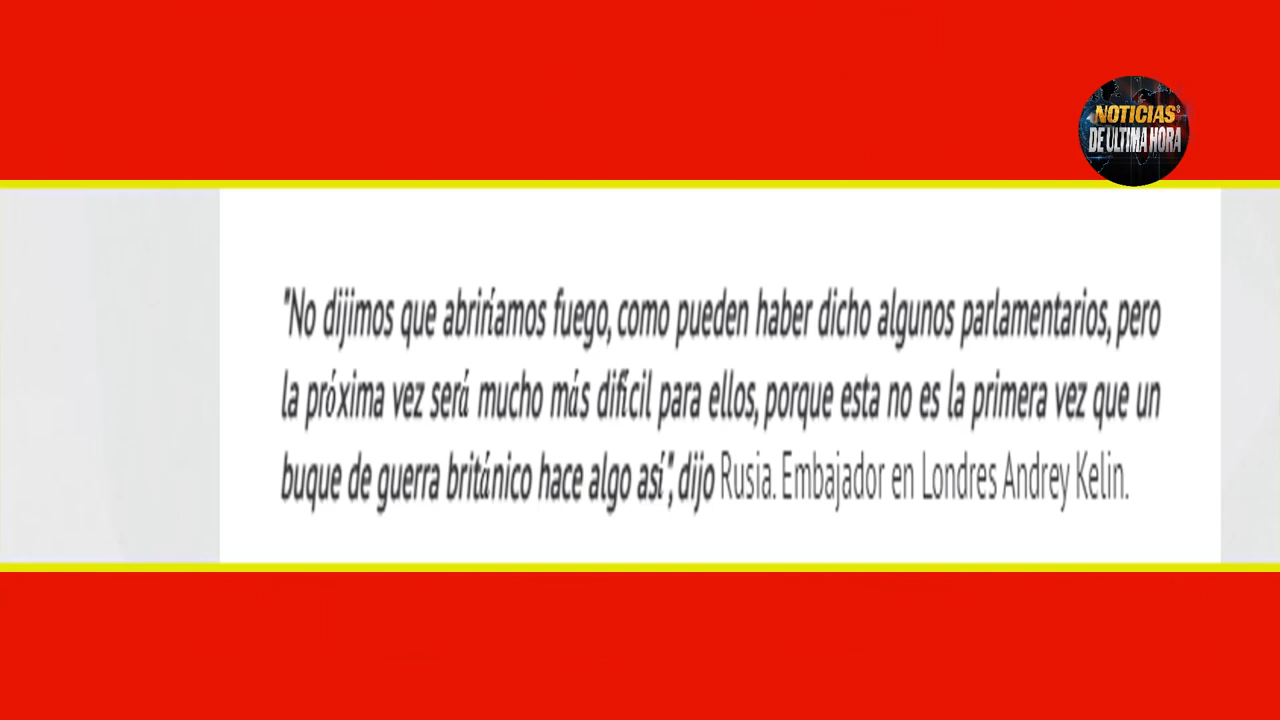 NOTICIAS
DE ULTIMA HORA
"No dijimos que abriríamos fuego, como pueden haber dicho algunos parlamentarios, pero
la próxima vez será mucho más difícil para ellos, porque esta no es la primera vez que un
buque de guerra británico hace algo así", dijo Rusia. Embajador en Londres Andrey Kelin.